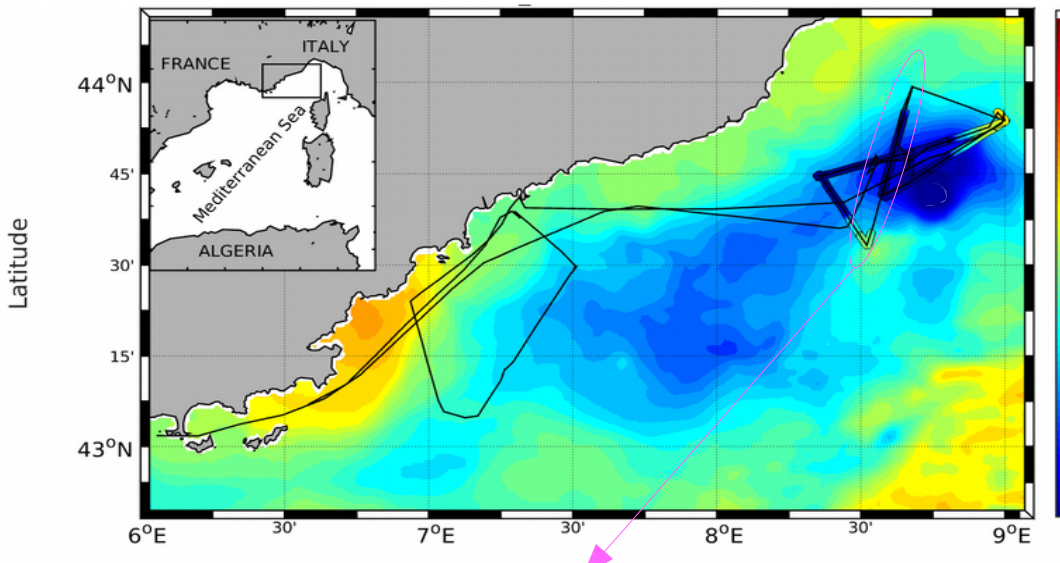 ITALY
FRANCE
Mediterranean Sea
ALGERIA
Latitude
44°N
45'
30'
15'
43°N
6°E
30'
7°E
30'
8°E
30'
9°E